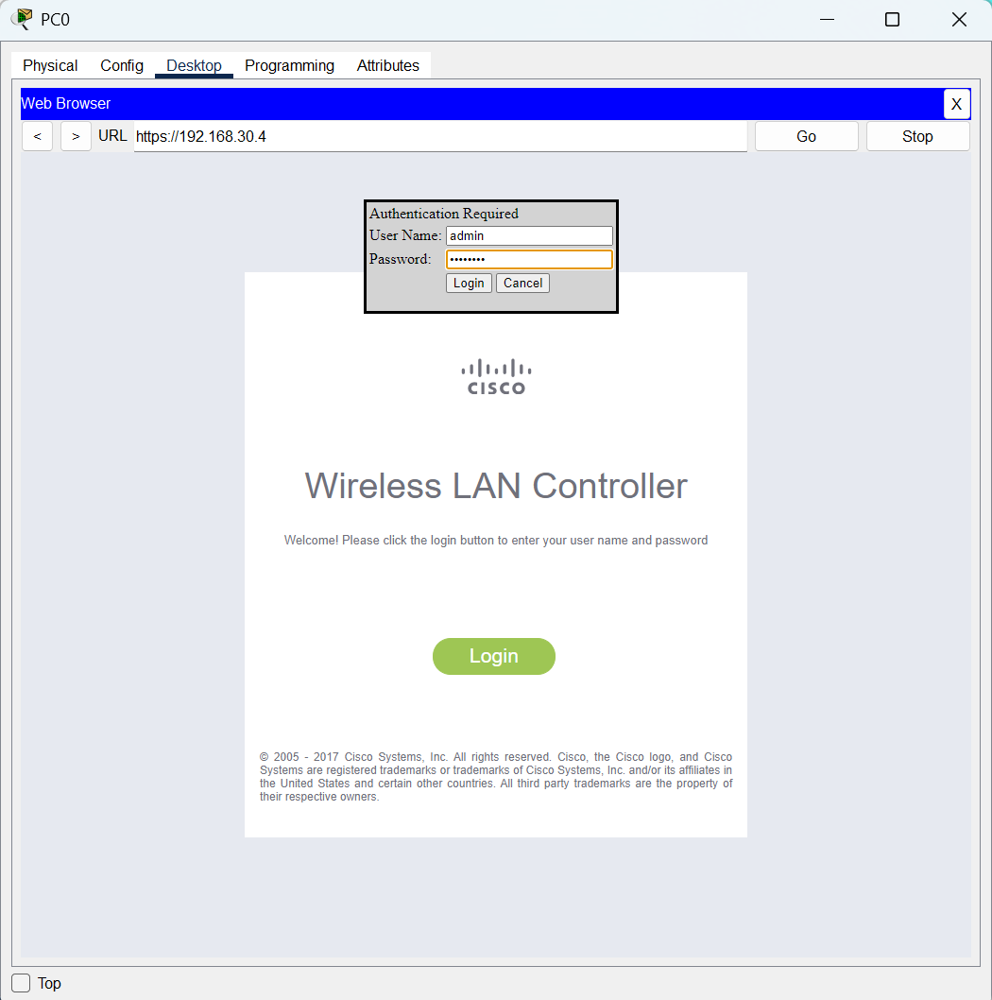 PC0
Physical Config Desktop Programming Attributes
Web Browser X
< > URL https://192.168.30.4 Go Stop
Authentication Required
User Name: admin
Password: ••••••••
Login Cancel
CISCO
Wireless LAN Controller
Welcome! Please click the login button to enter your user name and password
Login
© 2005 - 2017 Cisco Systems, Inc. All rights reserved. Cisco, the Cisco logo, and Cisco
Systems are registered trademarks or trademarks of Cisco Systems, Inc. and/or its affiliates in
the United States and certain other countries. All third party trademarks are the property of
their respective owners.
Top